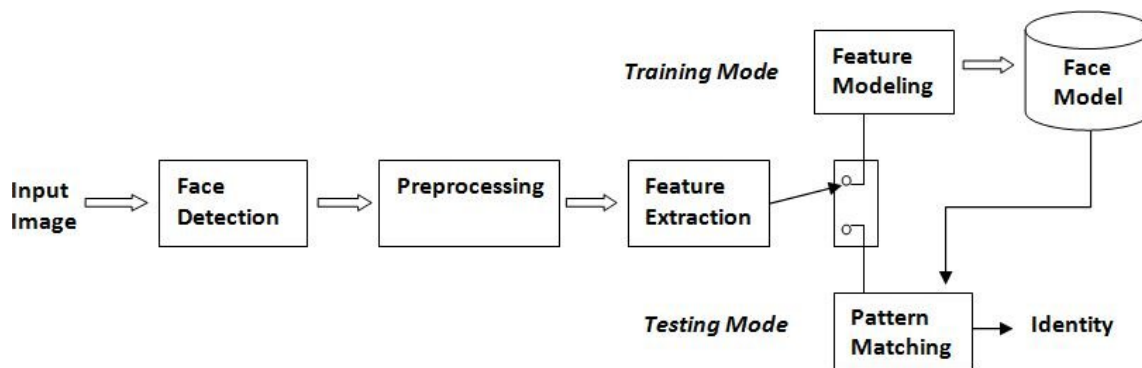 Training Mode
Feature
Modeling
Face
Model
Input
Image
Face
Detection
Preprocessing
Feature
Extraction
Testing Mode
Pattern
Matching
Identity